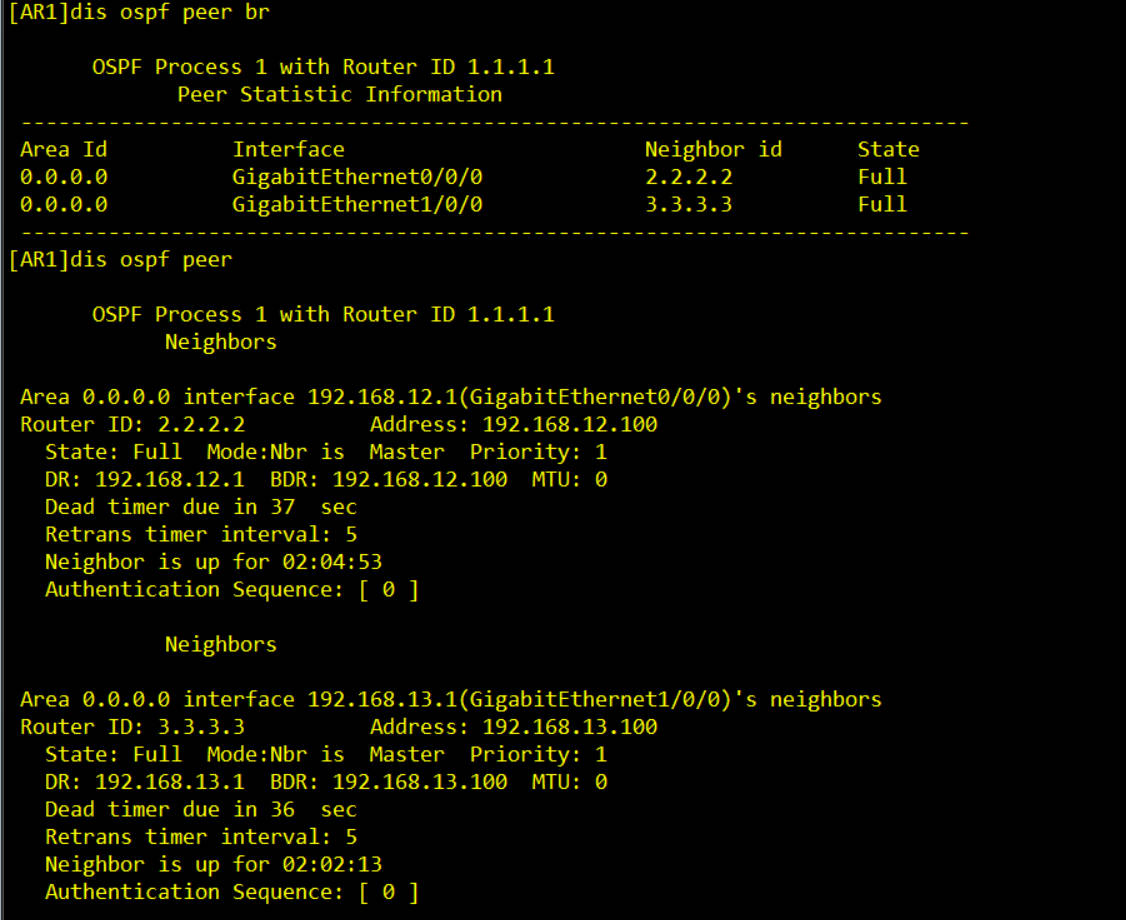 [AR1]dis ospf peer br
OSPF Process 1 with Router ID 1.1.1.1
Peer Statistic Information
----------------------------------------------------------------------------
Area Id Interface Neighbor id State
0.0.0.0 GigabitEthernet0/0/0 2.2.2.2 Full
0.0.0.0 GigabitEthernet1/0/0 3.3.3.3 Full
----------------------------------------------------------------------------
[AR1]dis ospf peer
OSPF Process 1 with Router ID 1.1.1.1
Neighbors
Area 0.0.0.0 interface 192.168.12.1(GigabitEthernet0/0/0)'s neighbors
Router ID: 2.2.2.2 Address: 192.168.12.100
State: Full Mode:Nbr is Master Priority: 1
DR: 192.168.12.1 BDR: 192.168.12.100 MTU: 0
Dead timer due in 37 sec
Retrans timer interval: 5
Neighbor is up for 02:04:53
Authentication Sequence: [ 0 ]
Neighbors
Area 0.0.0.0 interface 192.168.13.1(GigabitEthernet1/0/0)'s neighbors
Router ID: 3.3.3.3 Address: 192.168.13.100
State: Full Mode:Nbr is Master Priority: 1
DR: 192.168.13.1 BDR: 192.168.13.100 MTU: 0
Dead timer due in 36 sec
Retrans timer interval: 5
Neighbor is up for 02:02:13
Authentication Sequence: [ 0 ]